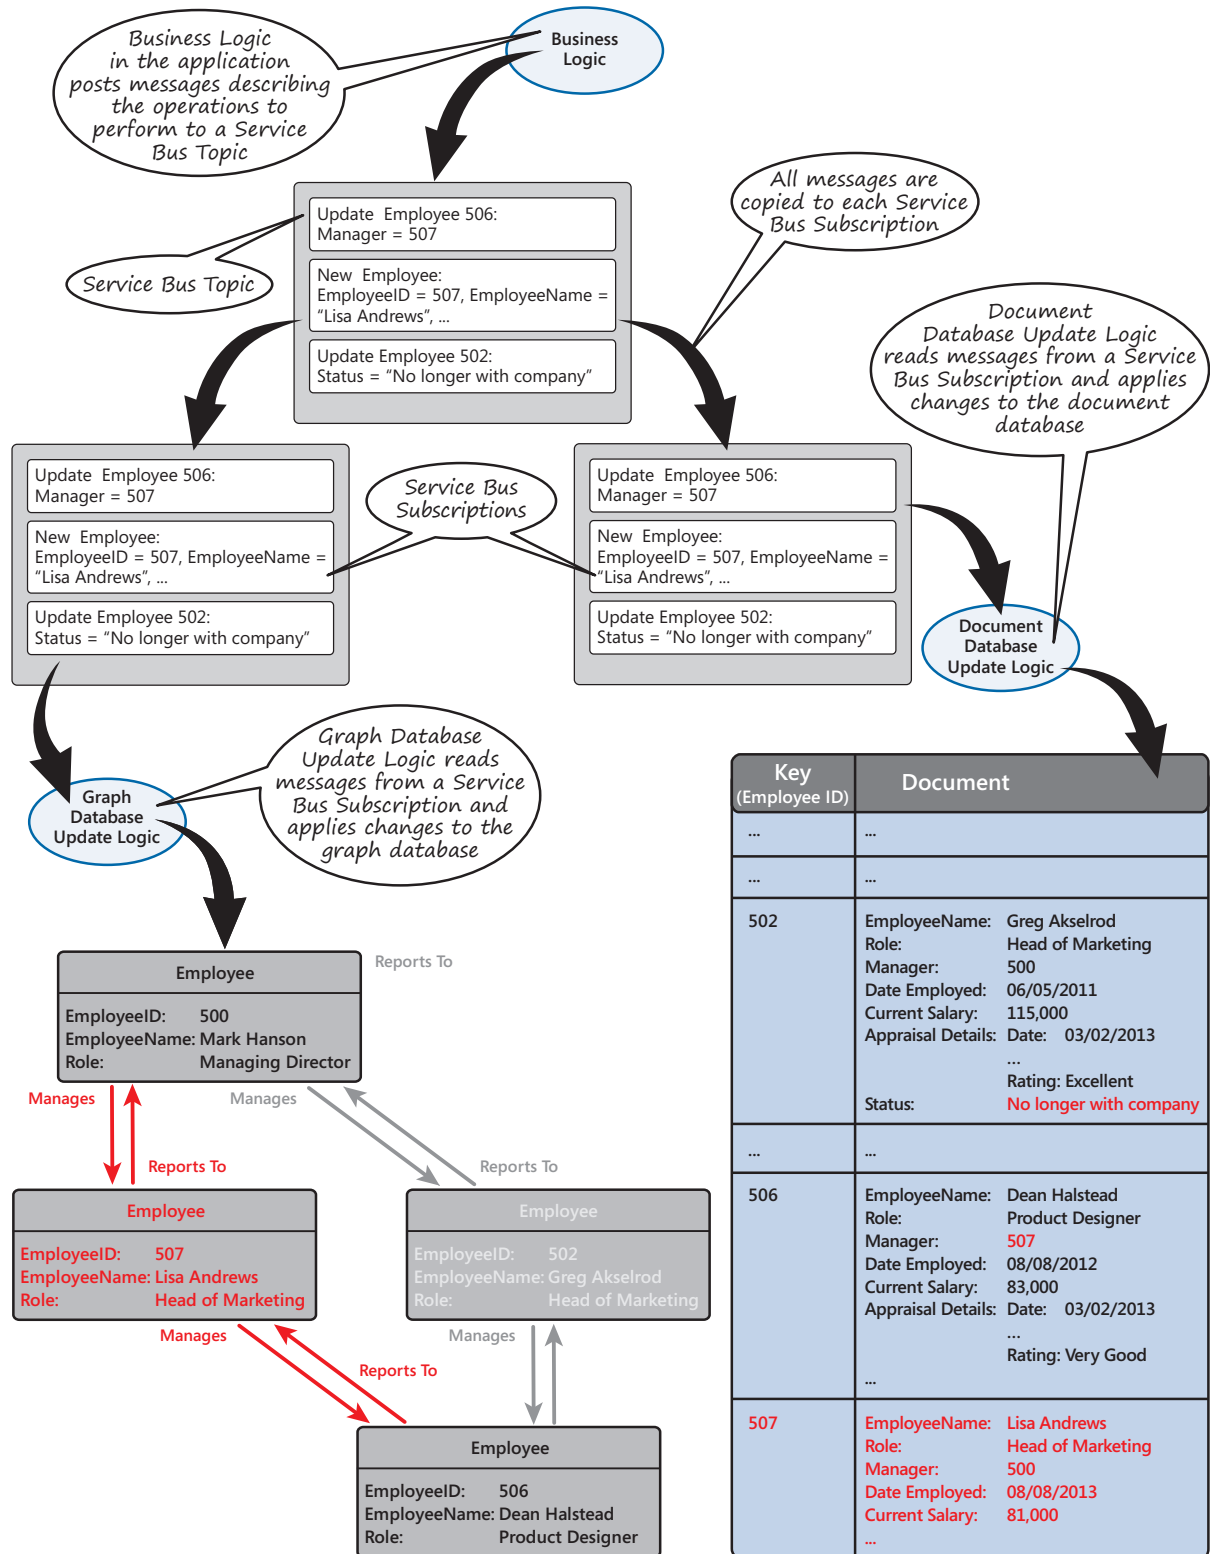 Business Logic
in the application
posts messages describing
the operations to
perform to a Service
Bus Topic
Business
Logic
Update Employee 506:
Manager = 507
New Employee:
EmployeeID = 507, EmployeeName =
“Lisa Andrews”, ...
Update Employee 502:
Status = “No longer with company”
Service Bus Topic
All messages are
copied to each Service
Bus Subscription
Document
Database Update Logic
reads messages from a Service
Bus Subscription and applies
changes to the document
database
Update Employee 506:
Manager = 507
New Employee:
EmployeeID = 507, EmployeeName =
“Lisa Andrews”, ...
Update Employee 502:
Status = “No longer with company”
Service Bus
Subscriptions
Update Employee 506:
Manager = 507
New Employee:
EmployeeID = 507, EmployeeName =
“Lisa Andrews”, ...
Update Employee 502:
Status = “No longer with company”
Document
Database
Update Logic
Graph Database
Update Logic reads
messages from a Service
Bus Subscription and
applies changes to the
graph database
Graph
Database
Update Logic
Employee
EmployeeID: 500
EmployeeName: Mark Hanson
Role: Managing Director
Reports To
Manages
Manages
Reports To
Reports To
Employee
EmployeeID: 507
EmployeeName: Lisa Andrews
Role: Head of Marketing
Employee
EmployeeID: 502
EmployeeName: Greg Akselrod
Role: Head of Marketing
Manages
Reports To
Manages
Employee
EmployeeID: 506
EmployeeName: Dean Halstead
Role: Product Designer
Key
(Employee ID)
Document
... ...
... ...
502 EmployeeName: Greg Akselrod
Role: Head of Marketing
Manager: 500
Date Employed: 06/05/2011
Current Salary: 115,000
Appraisal Details: Date: 03/02/2013
...
Rating: Excellent
Status: No longer with company
... ...
506 EmployeeName: Dean Halstead
Role: Product Designer
Manager: 507
Date Employed: 08/08/2012
Current Salary: 83,000
Appraisal Details: Date: 03/02/2013
...
Rating: Very Good
...
507 EmployeeName: Lisa Andrews
Role: Head of Marketing
Manager: 500
Date Employed: 08/08/2013
Current Salary: 81,000
...